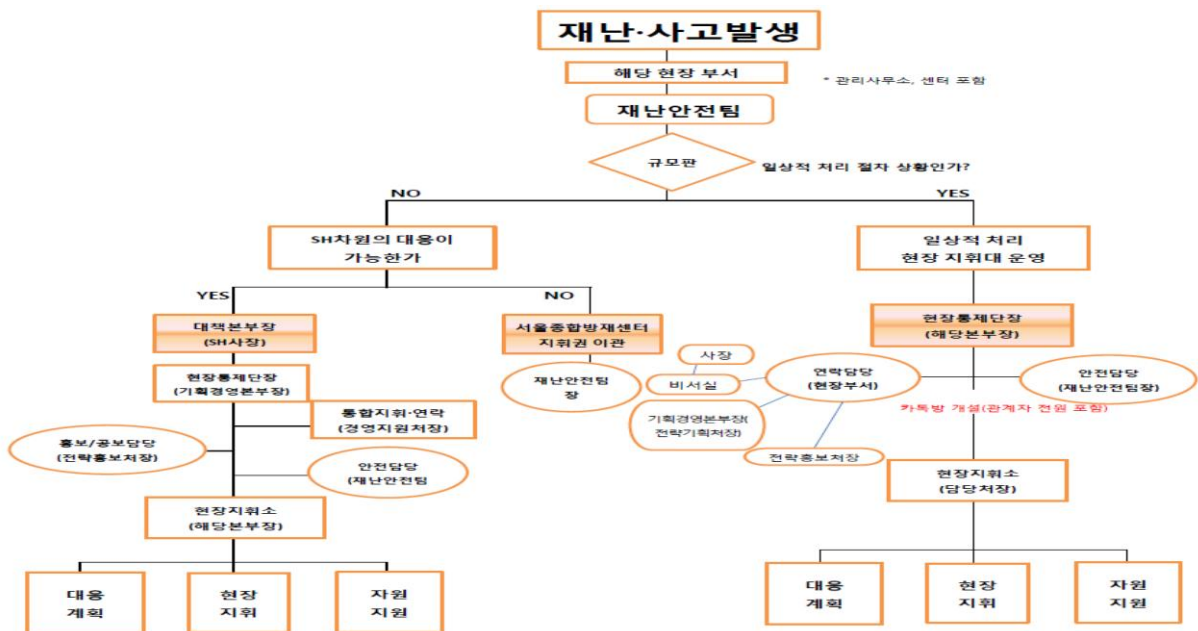 재난·사고발생
해당 현장 부서
* 관리사무소, 센터 포함
재난안전팀
규모판
일상적 처리 절차 상황인가?
NO
YES
SH차원의 대응이
가능한가
일상적 처리
현장 지휘대 운영
YES
NO
대책본부장
(SH사장)
서울종합방재센터
지휘권 이관
현장통제단장
(해당본부장)
현장통제단장
(기획경영본부장)
재난안전팀
장
사장
비서실
연락담당
(현장부서)
안전담당
(재난안전팀장)
통합지휘·연락
(경영지원처장)
기획경영본부장(
전략기획처장)
카톡방 개설(관계자 전원 포함)
홍보/공보담당
(전략홍보처장)
전략홍보처장
안전담당
(재난안전팀
현장지휘소
(담당처장)
현장지휘소
(해당본부장)
대응
계획
현장
지휘
자원
지원
대응
계획
현장
지휘
자원
지원